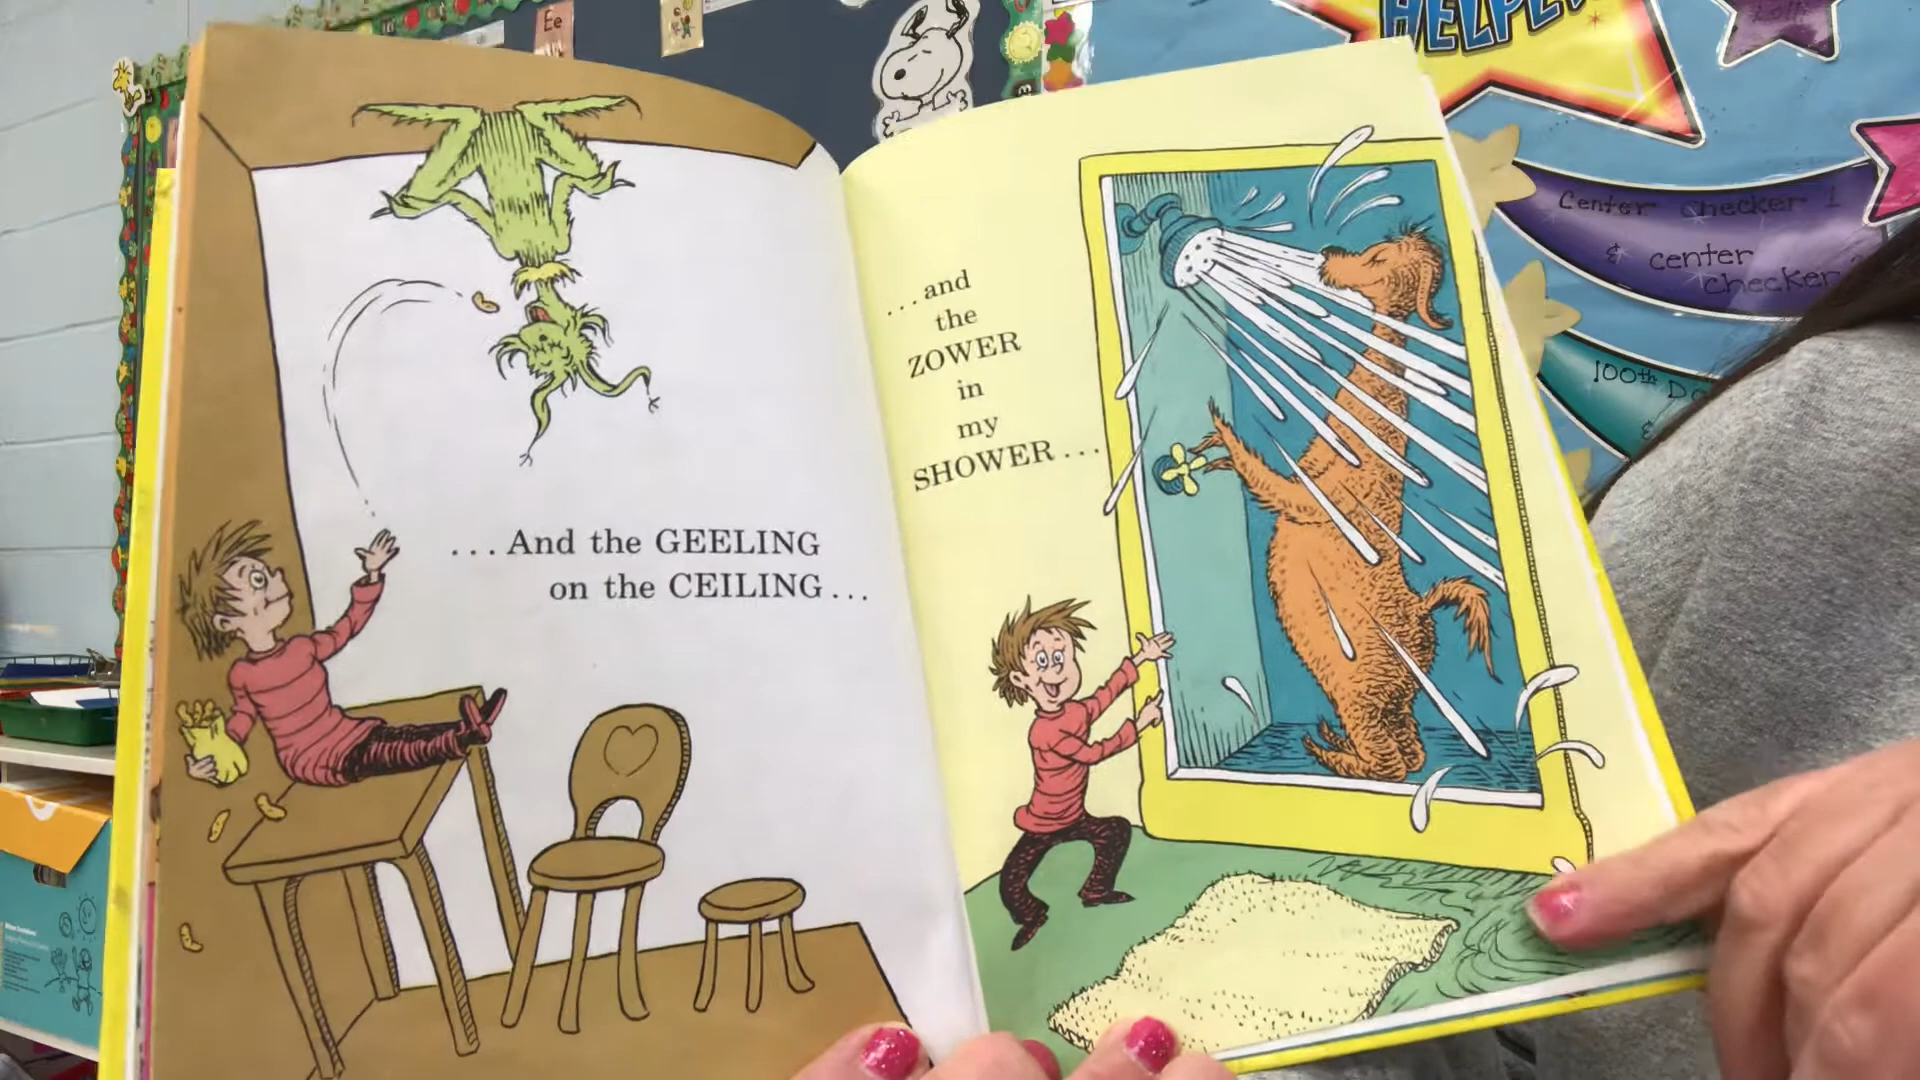 Ee
HELPE
...And the GEELING
on the CEILING...
...and
the
ZOWER
in
my
SHOWER...
Center Checker 1
& Center
Checker
100th Da